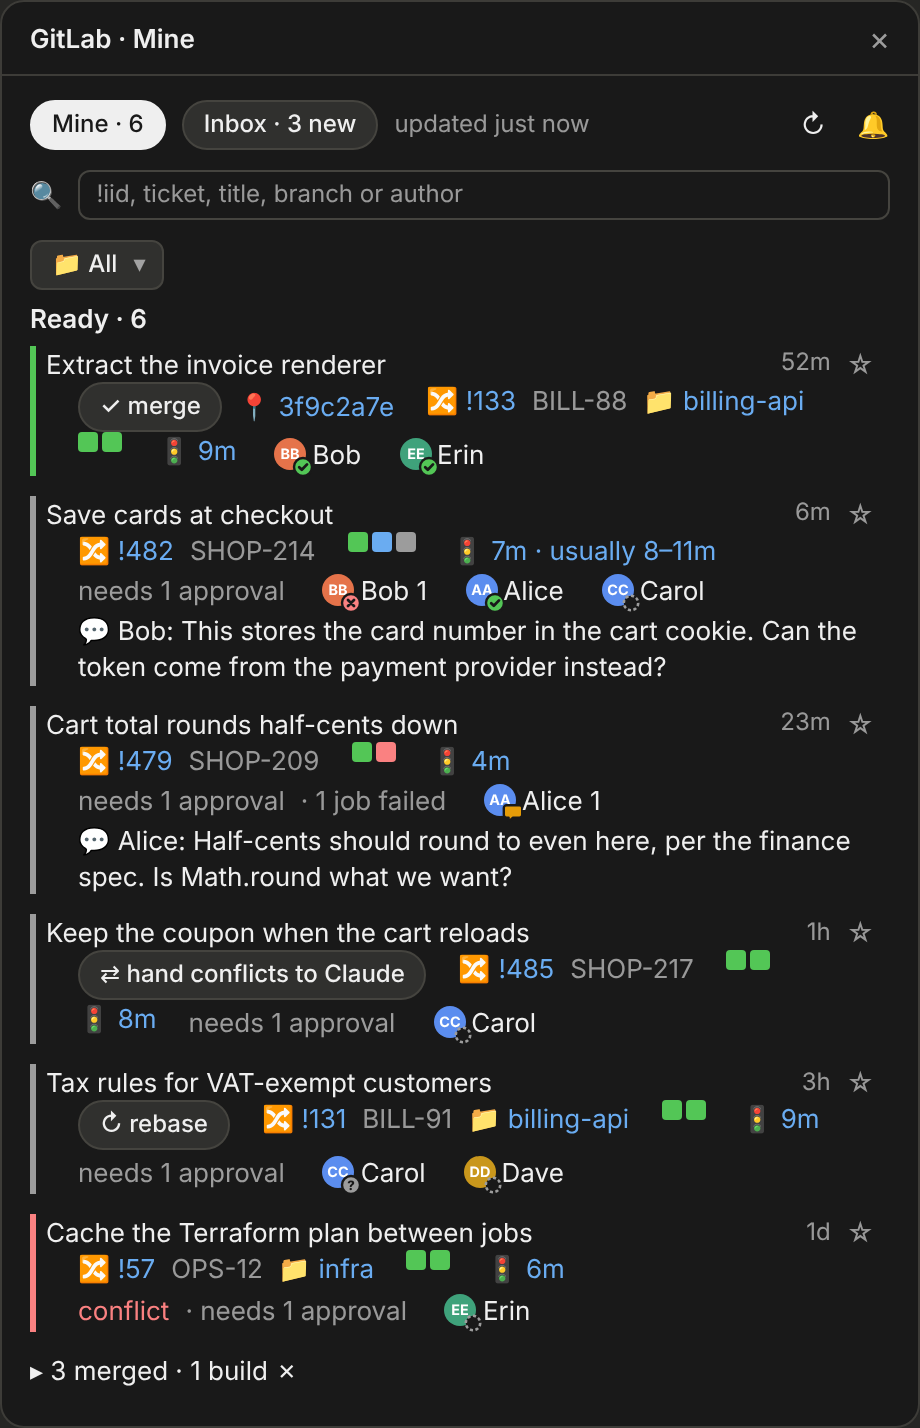 GitLab · Mine ×
Mine · 6 Inbox · 3 new updated just now
!iid, ticket, title, branch or author
All ▾
Ready · 6
Extract the invoice renderer 52m
✓ merge 3f9c2a7e !133 BILL-88 billing-api
9m BB Bob EE Erin
Save cards at checkout 6m
!482 SHOP-214 7m · usually 8–11m
needs 1 approval BB Bob 1 AA Alice CC Carol
Bob: This stores the card number in the cart cookie. Can the
token come from the payment provider instead?
Cart total rounds half-cents down 23m
!479 SHOP-209 4m
needs 1 approval · 1 job failed AA Alice 1
Alice: Half-cents should round to even here, per the finance
spec. Is Math.round what we want?
Keep the coupon when the cart reloads 1h
⇄ hand conflicts to Claude !485 SHOP-217
8m needs 1 approval CC Carol
Tax rules for VAT-exempt customers 3h
↻ rebase !131 BILL-91 billing-api 9m
needs 1 approval CC ? Carol DD Dave
Cache the Terraform plan between jobs 1d
!57 OPS-12 infra 6m
conflict · needs 1 approval EE Erin
▸ 3 merged · 1 build ×